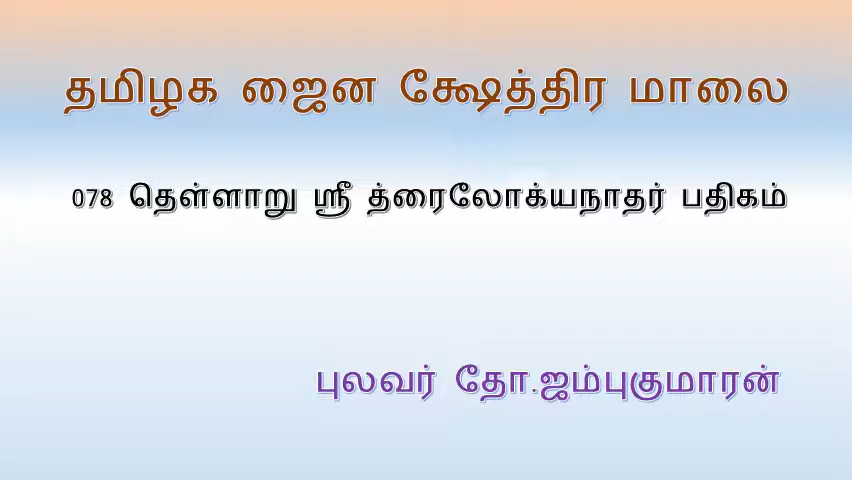 தமிழக ஜைன க்ஷேத்திர மாலை
078 தெள்ளாறு ஸ்ரீ த்ரைலோக்யநாதர் பதிகம்
புலவர் தோ.ஜம்புகுமாரன்